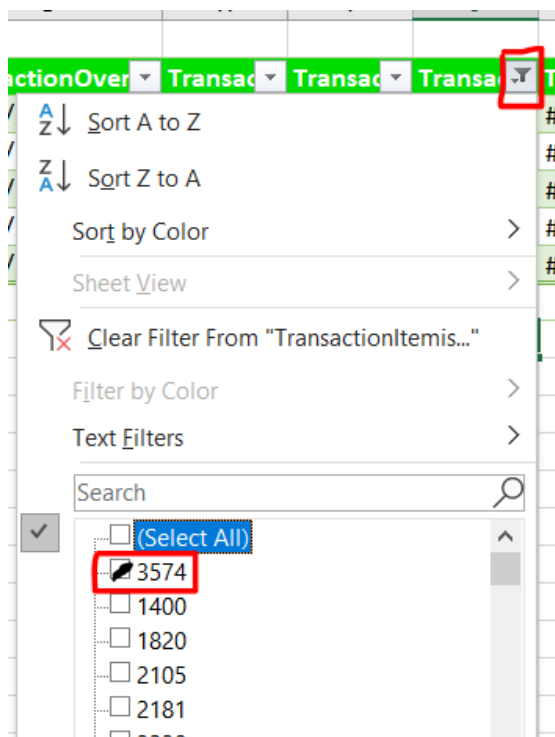 actionOver Transac Transac Transa T
Sort A to Z #
#
Sort Z to A #
Sort by Color #
Sheet View #
Clear Filter From "TransactionItemis..."
Filter by Color
Text Filters
Search
(Select All)
3574
1400
1820
2105
2181